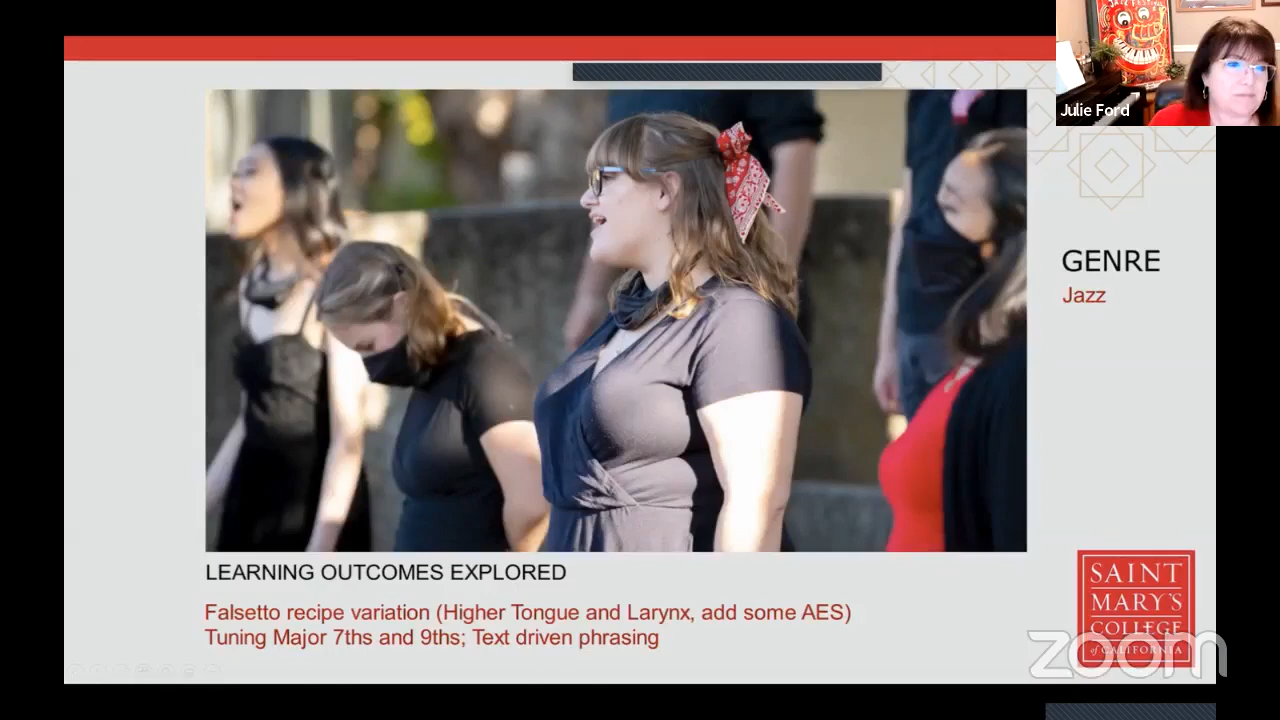 Julie Ford
GENRE
Jazz
LEARNING OUTCOMES EXPLORED
Falsetto recipe variation (Higher Tongue and Larynx, add some AES)
Tuning Major 7ths and 9ths; Text driven phrasing
SAINT
MARY'S
COLLEGE
of CALIFORNIA
zoom